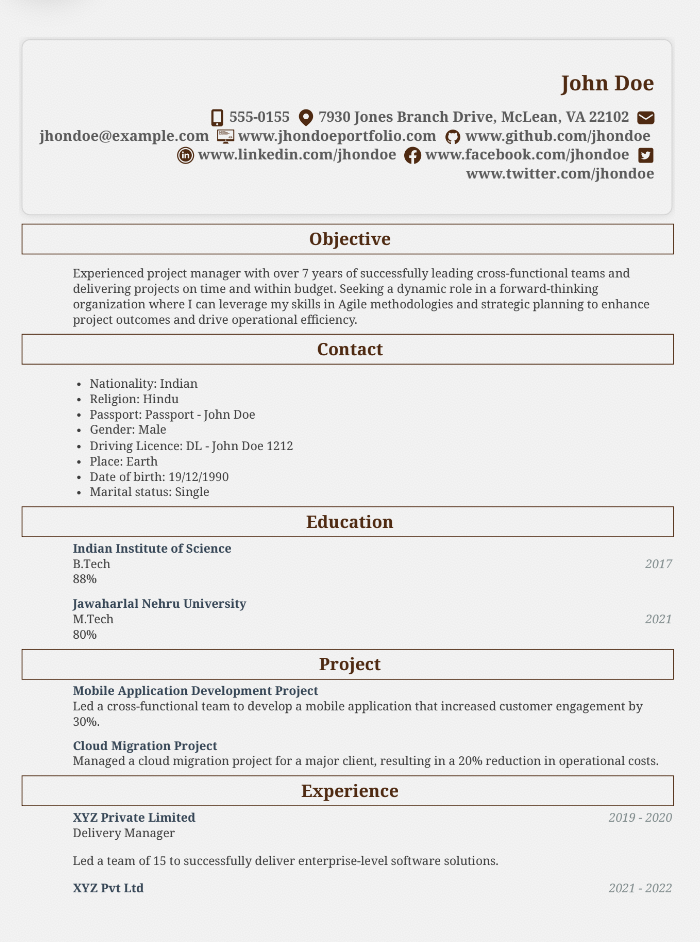 John Doe
555-0155 7930 Jones Branch Drive, McLean, VA 22102
jhondoe@example.com www.jhondoeportfolio.com www.github.com/jhondoe
www.linkedin.com/jhondoe www.facebook.com/jhondoe
www.twitter.com/jhondoe
Objective
Experienced project manager with over 7 years of successfully leading cross-functional teams and
delivering projects on time and within budget. Seeking a dynamic role in a forward-thinking
organization where I can leverage my skills in Agile methodologies and strategic planning to enhance
project outcomes and drive operational efficiency.
Contact
• Nationality: Indian
• Religion: Hindu
• Passport: Passport - John Doe
• Gender: Male
• Driving Licence: DL - John Doe 1212
• Place: Earth
• Date of birth: 19/12/1990
• Marital status: Single
Education
Indian Institute of Science
B.Tech 2017
88%
Jawaharlal Nehru University
M.Tech 2021
80%
Project
Mobile Application Development Project
Led a cross-functional team to develop a mobile application that increased customer engagement by
30%.
Cloud Migration Project
Managed a cloud migration project for a major client, resulting in a 20% reduction in operational costs.
Experience
XYZ Private Limited 2019 - 2020
Delivery Manager
Led a team of 15 to successfully deliver enterprise-level software solutions.
XYZ Pvt Ltd 2021 - 2022